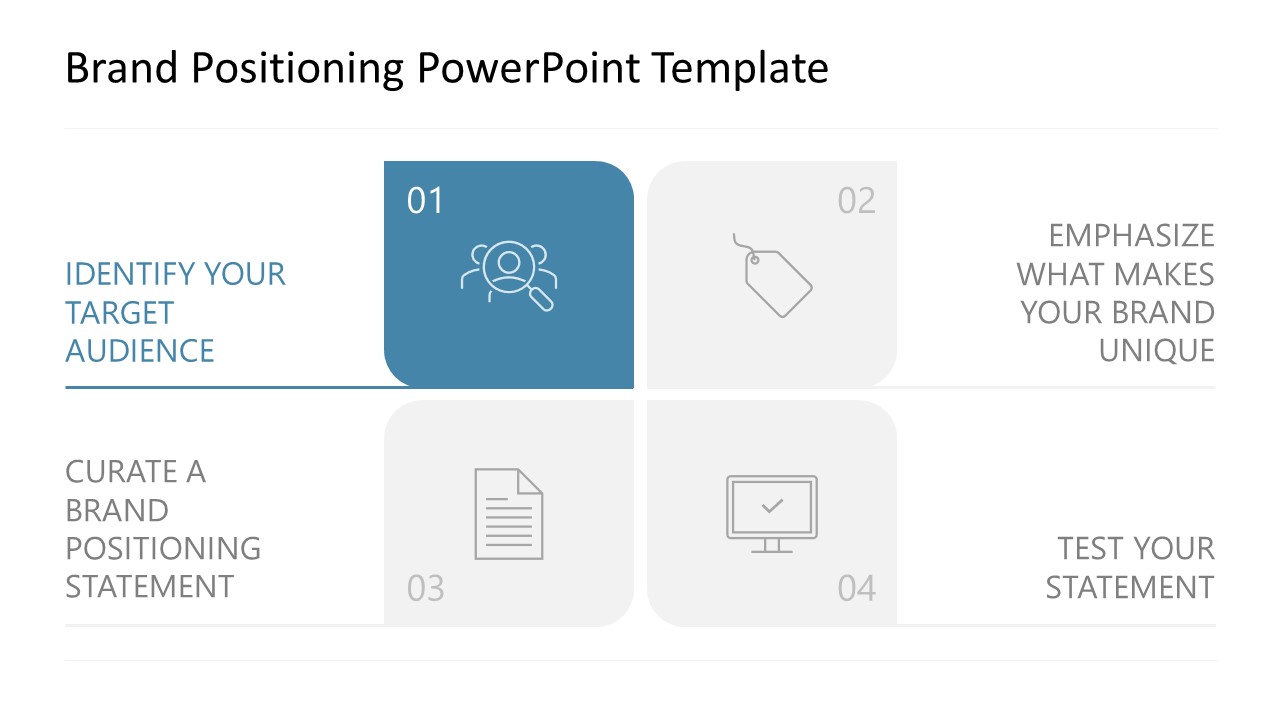 Brand Positioning PowerPoint Template
01
IDENTIFY YOUR
TARGET
AUDIENCE
02
EMPHASIZE
WHAT MAKES
YOUR BRAND
UNIQUE
CURATE A
BRAND
POSITIONING
STATEMENT
03
04
TEST YOUR
STATEMENT